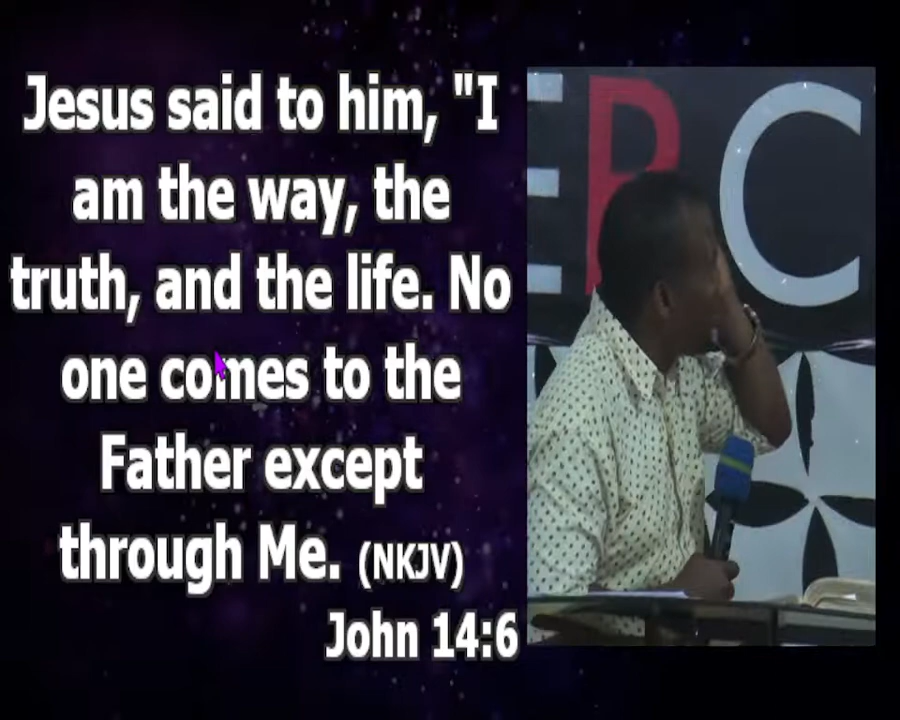 Jesus said to him, "I
am the way, the
truth, and the life. No
one comes to the
Father except
through Me. (NKJV)
John 14:6
ERC